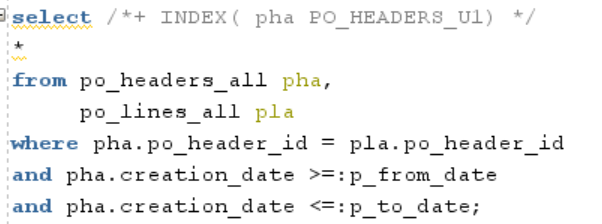 select /*+ INDEX( pha PO_HEADERS_U1) */
*
from po_headers_all pha,
po_lines_all pla
where pha.po_header_id = pla.po_header_id
and pha.creation_date >=:p_from_date
and pha.creation_date <=:p_to_date;